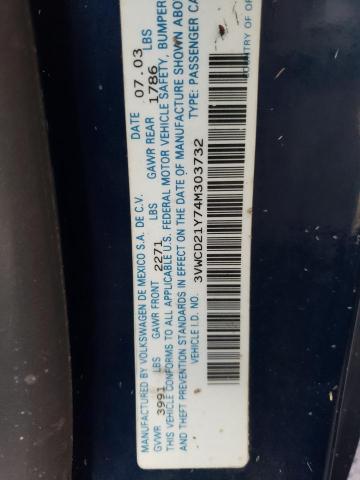 MANUFACTURED BY VOLKSWAGEN DE MEXICO S.A. DE C.V. DATE 07.03
GVWR 3991 LBS GAWR FRONT 2271 LBS GAWR REAR 1786 LBS
THIS VEHICLE CONFORMS TO ALL APPLICABLE U.S. FEDERAL MOTOR VEHICLE SAFETY, BUMPER
AND THEFT PREVENTION STANDARDS IN EFFECT ON THE DATE OF MANUFACTURE SHOWN ABO
VEHICLE I.D. NO. 3VWCD21Y74M303732 TYPE: PASSENGER CA
NTRY OF